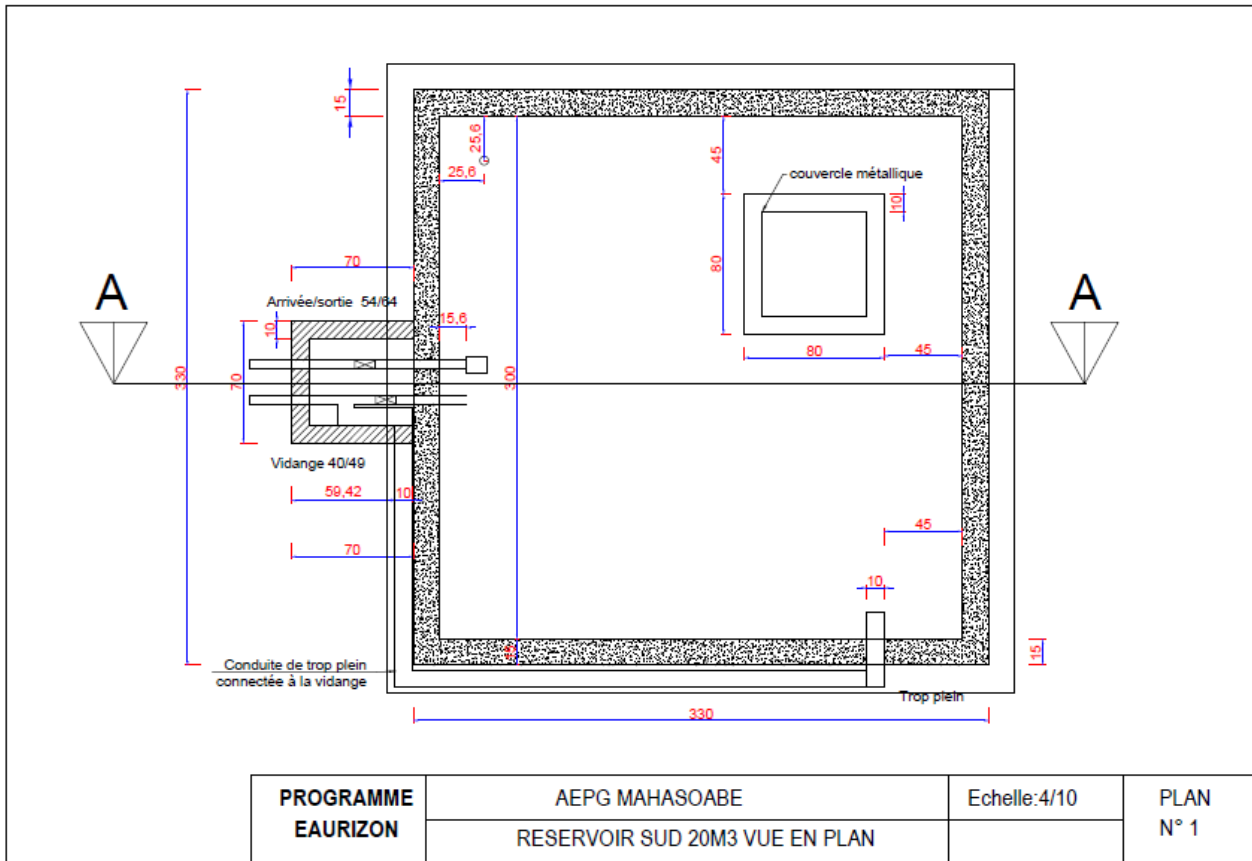 15
25,6
25,6
45
couvercle métallique
10
80
80
45
70
A
A
Arrivée/sortie 54/64
10
15,6
330
70
300
Vidange 40/49
59,42
10
70
45
10
15
15
Conduite de trop plein
connectée à la vidange
Trop plein
330
PROGRAMME
EAURIZON
AEPG MAHASOABE
Echelle:4/10
PLAN
N° 1
RESERVOIR SUD 20M3 VUE EN PLAN